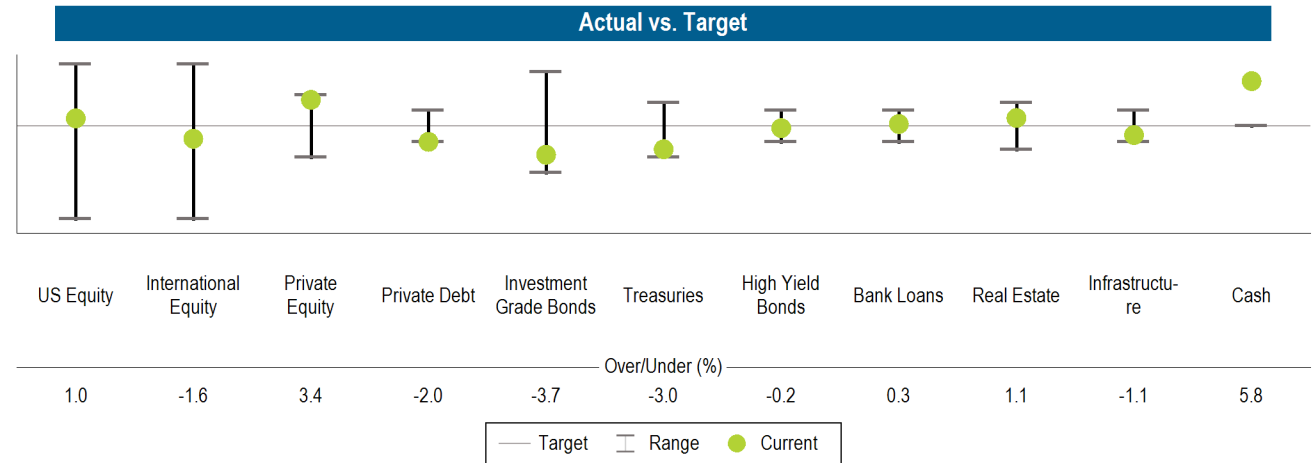 Actual vs. Target
US Equity
International
Equity
Private
Equity
Private Debt
Investment
Grade Bonds
Treasuries
High Yield
Bonds
Bank Loans
Real Estate
Infrastructu-
re
Cash
Over/Under (%)
1.0 -1.6 3.4 -2.0 -3.7 -3.0 -0.2 0.3 1.1 -1.1 5.8
Target Range Current